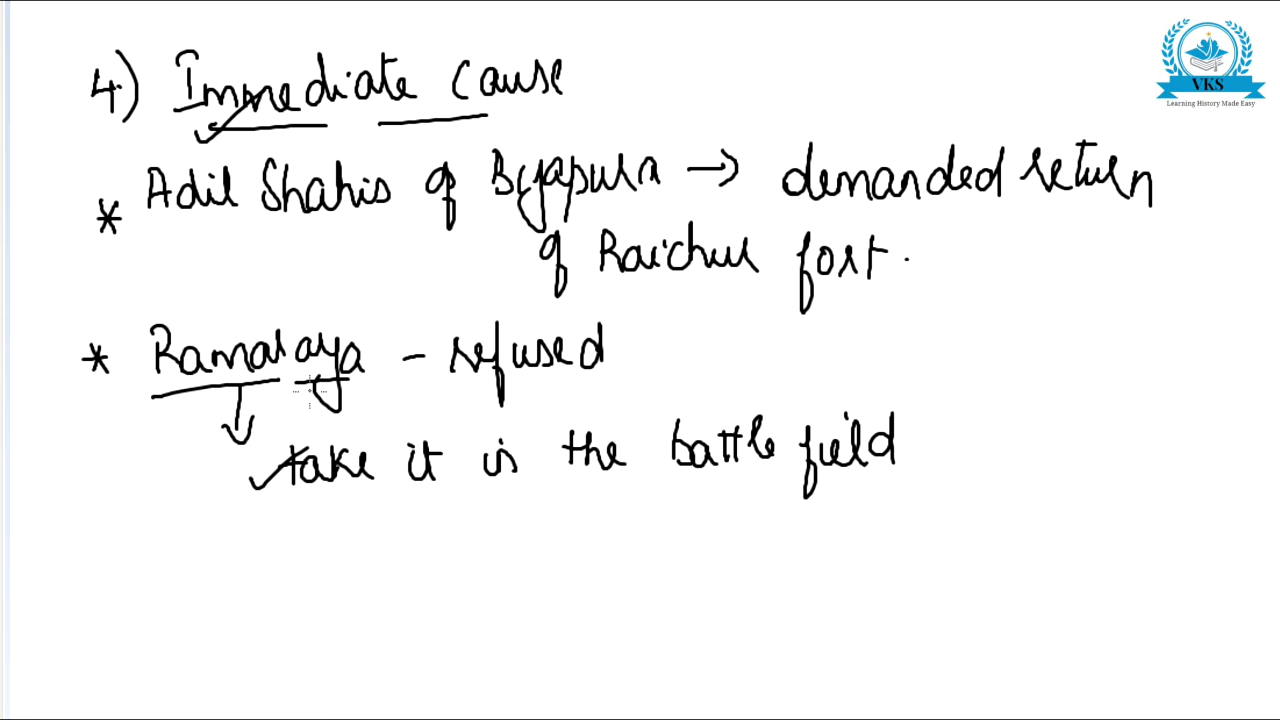 VKS
Learning History Made Easy
4) Immediate cause
* Adil Shahis of Bijapura → demanded return
of Raichur fort.
* Ramaraya - refused
take it in the battle field